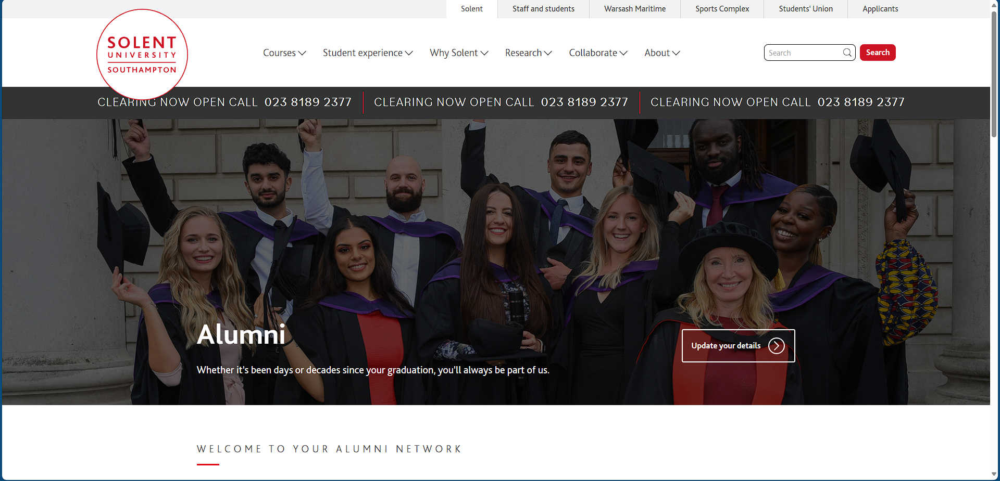 Solent
Staff and students
Warsash Maritime
Sports Complex
Students' Union
Applicants
SOLENT
UNIVERSITY
SOUTHAMPTON
Courses
Student experience
Why Solent
Research
Collaborate
About
Search
Search
CLEARING NOW OPEN CALL 023 8189 2377
CLEARING NOW OPEN CALL 023 8189 2377
CLEARING NOW OPEN CALL 023 8189 2377
Alumni
Update your details
Whether it's been days or decades since your graduation, you'll always be part of us.
WELCOME TO YOUR ALUMNI NETWORK